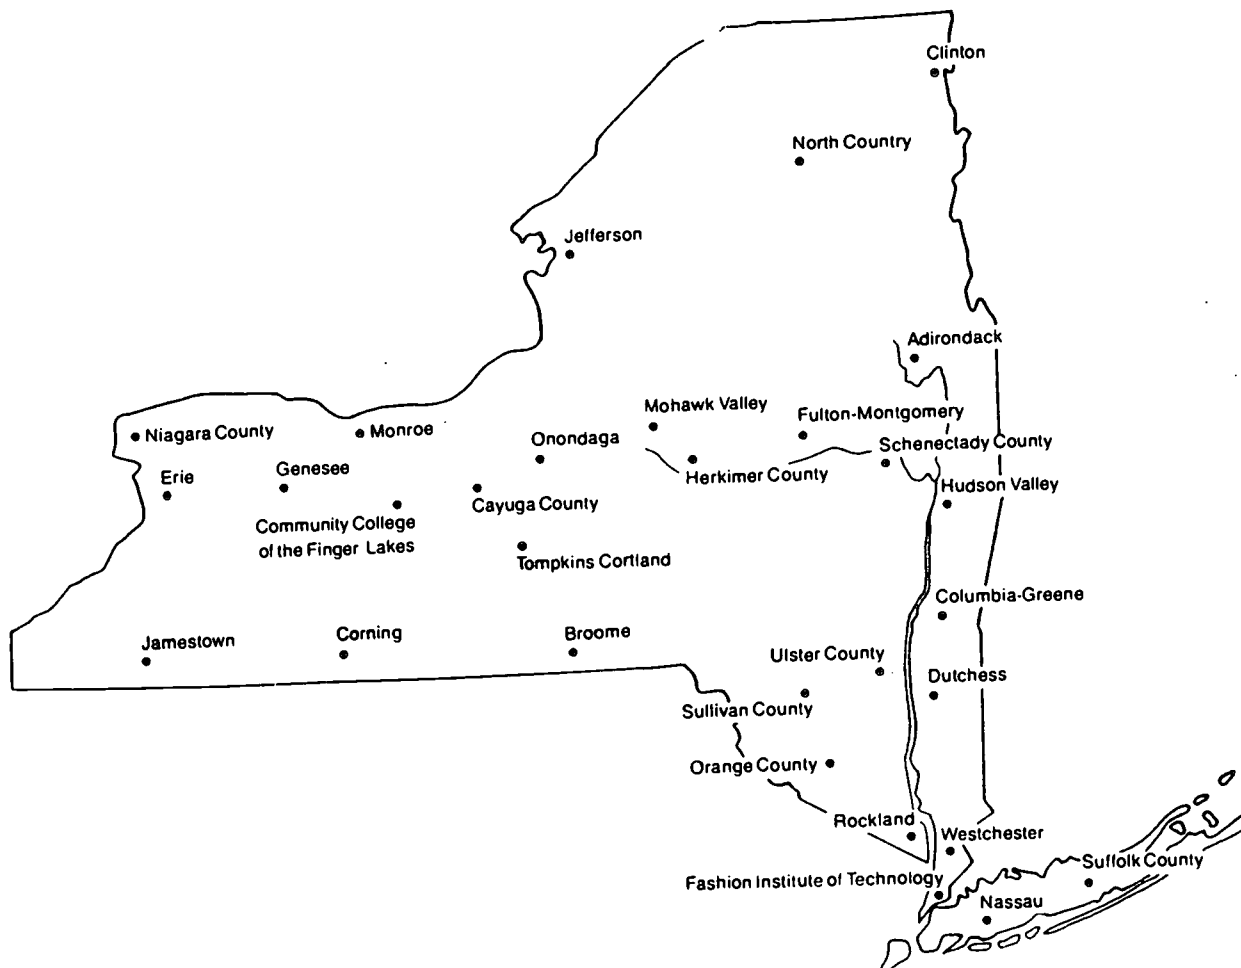 Clinton
North Country
Jefferson
Adirondack
Mohawk Valley
Fulton-Montgomery
Niagara County
Monroe
Onondaga
Schenectady County
Erie
Genesee
Herkimer County
Hudson Valley
Cayuga County
Community College
of the Finger Lakes
Tompkins Cortland
Columbia-Greene
Jamestown
Corning
Broome
Ulster County
Dutchess
Sullivan County
Orange County
Rockland
Westchester
Suffolk County
Fashion Institute of Technology
Nassau